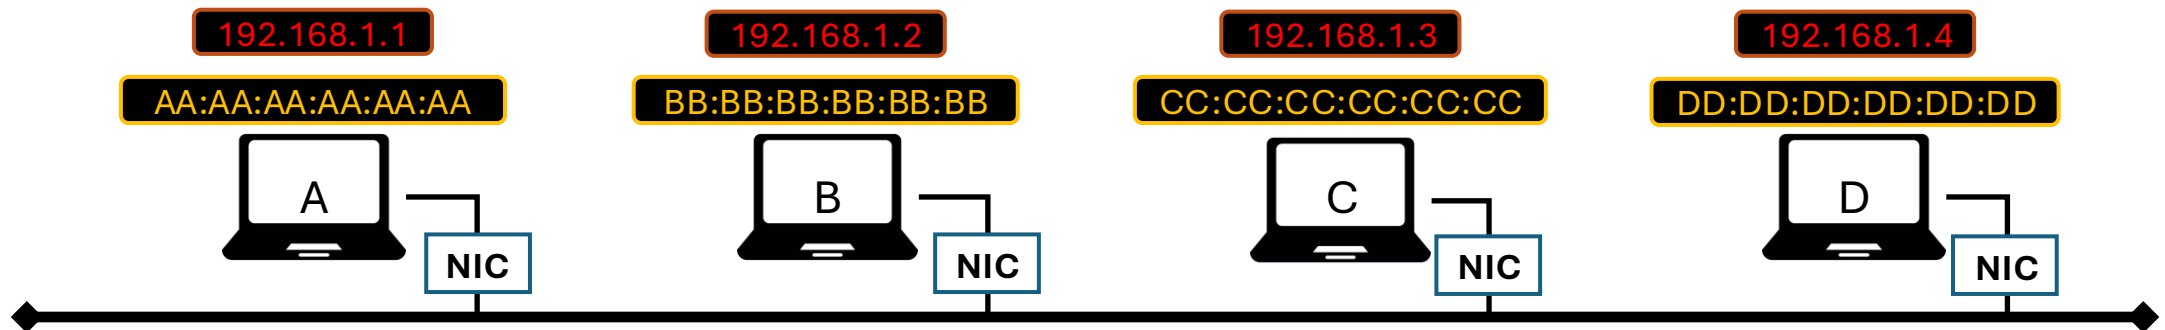 192.168.1.1
192.168.1.2
192.168.1.3
192.168.1.4
AA:AA:AA:AA:AA:AA
BB:BB:BB:BB:BB:BB
CC:CC:CC:CC:CC:CC
DD:DD:DD:DD:DD:DD
A
B
C
D
NIC
NIC
NIC
NIC